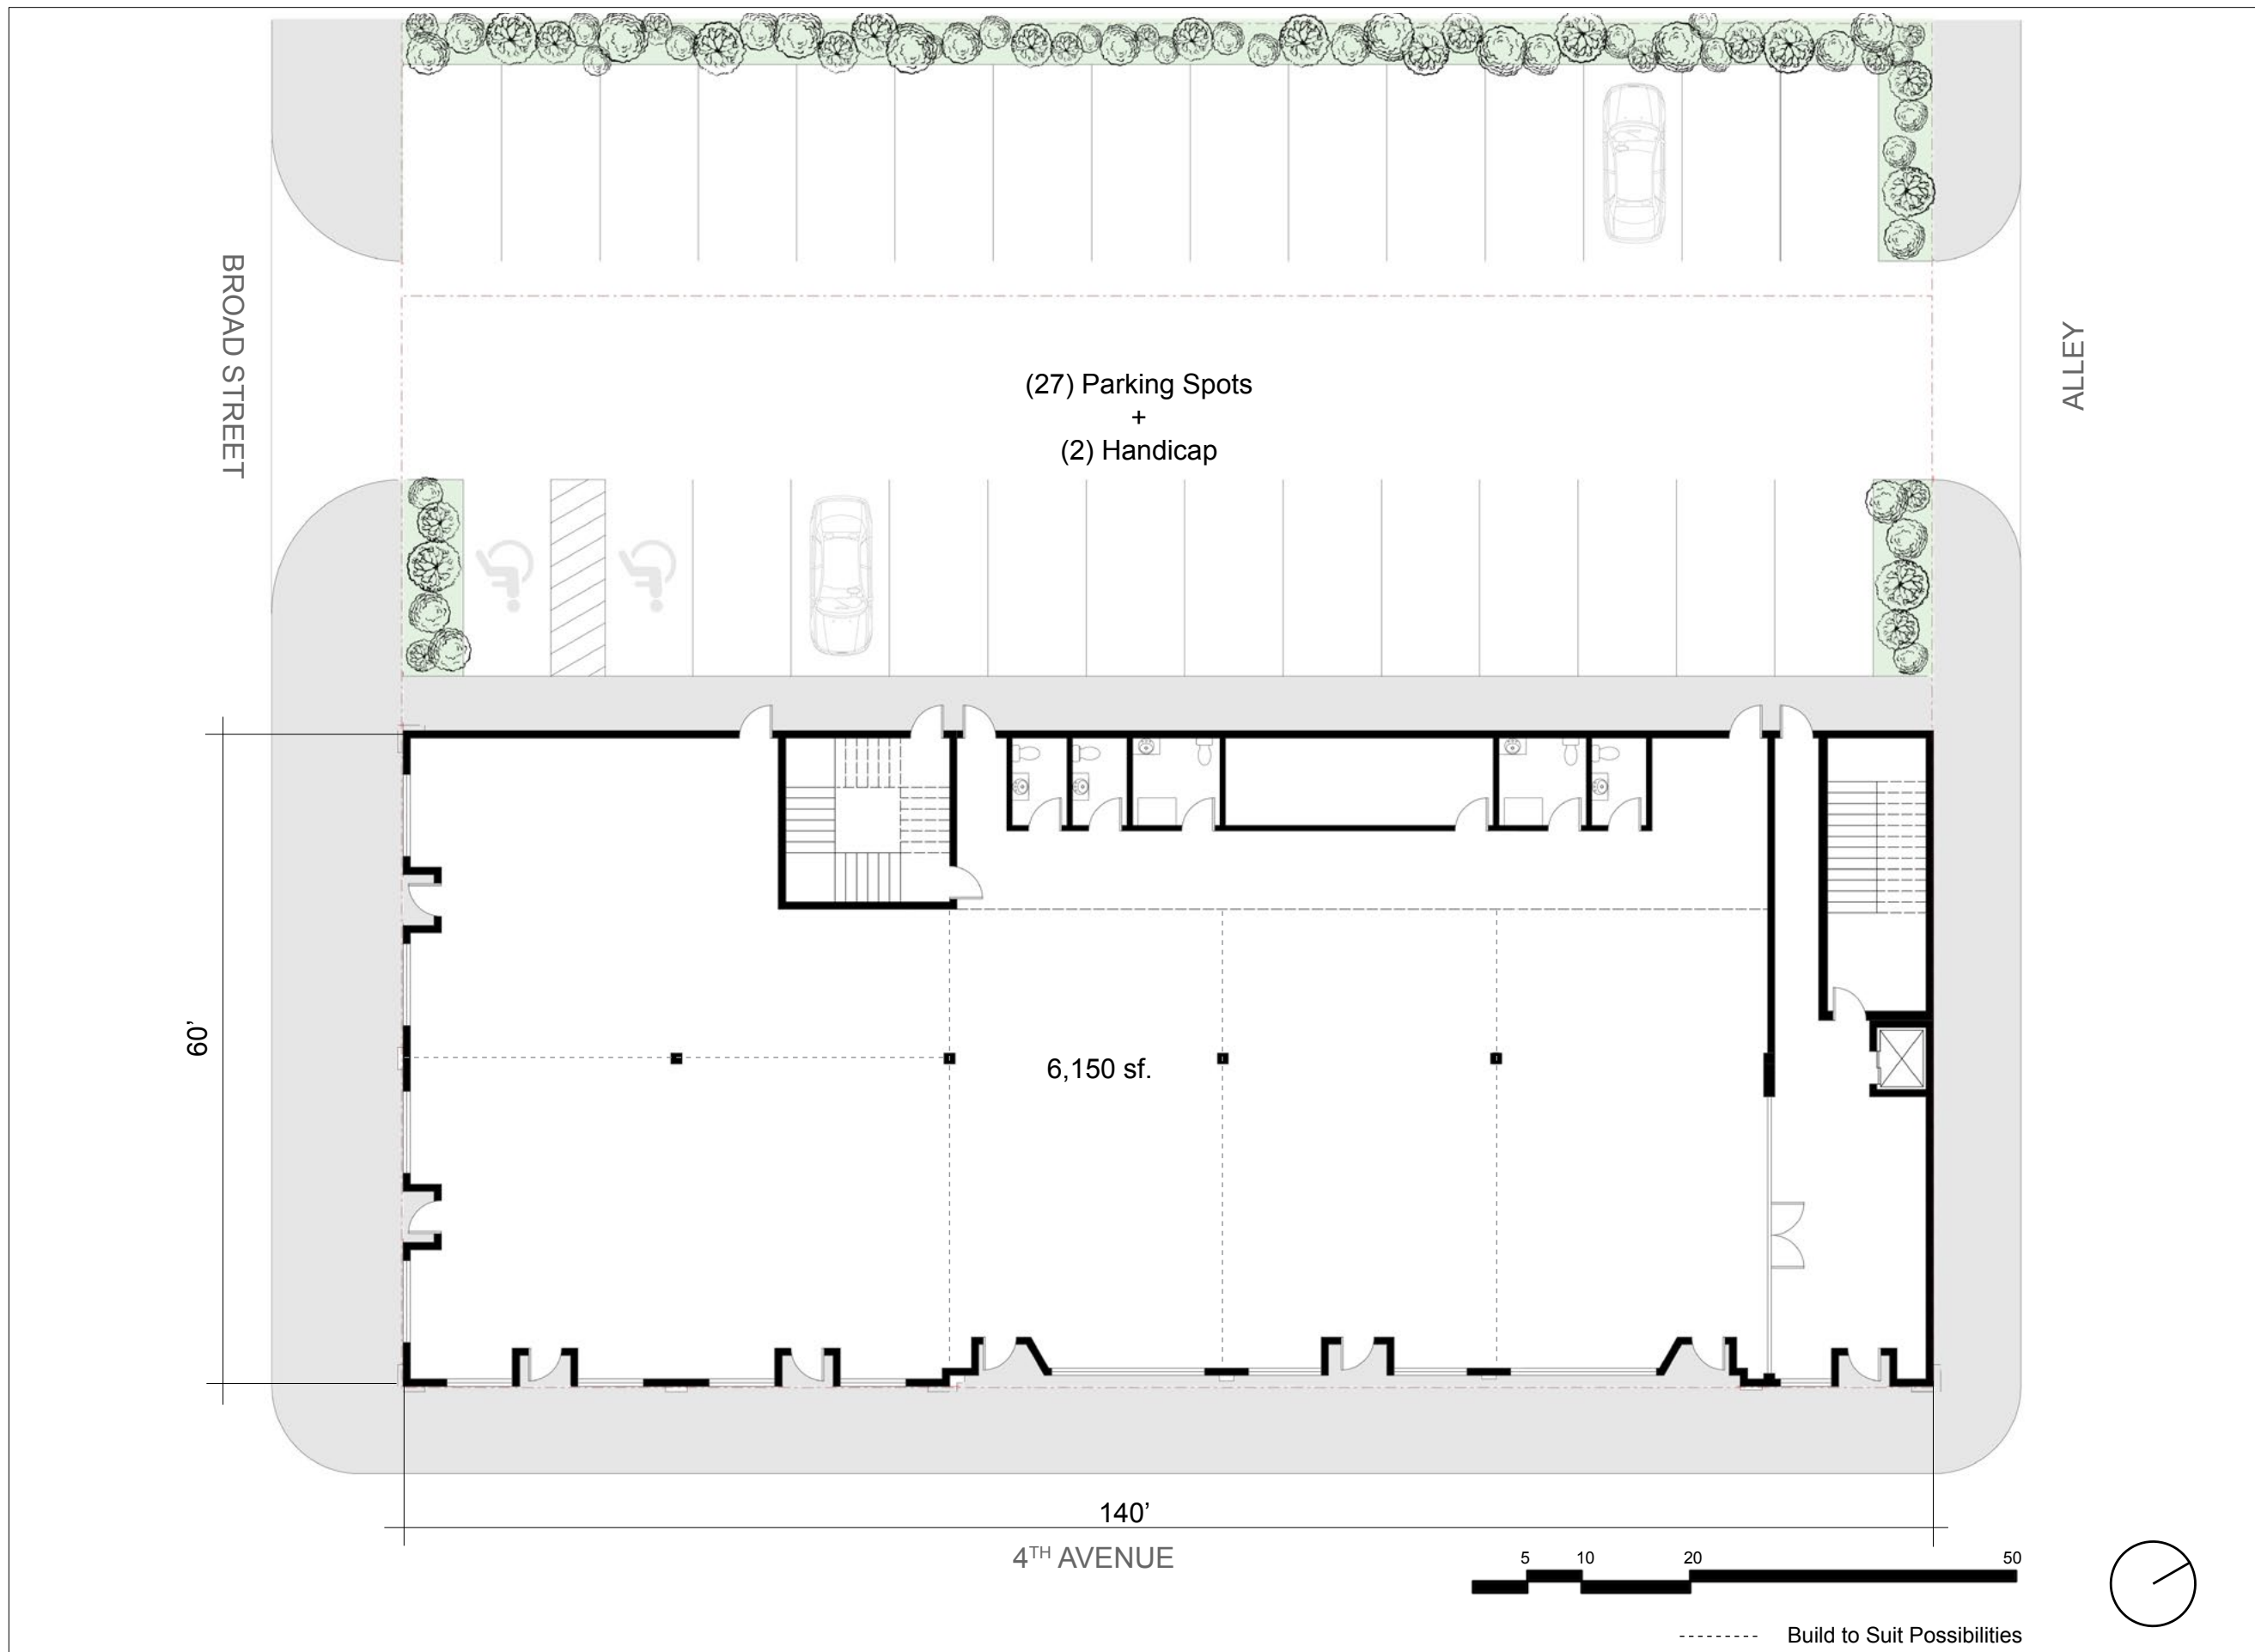 BROAD STREET
ALLEY
(27) Parking Spots
+
(2) Handicap
60’
6,150 sf.
140’
4TH AVENUE
5 10 20 50
Build to Suit Possibilities